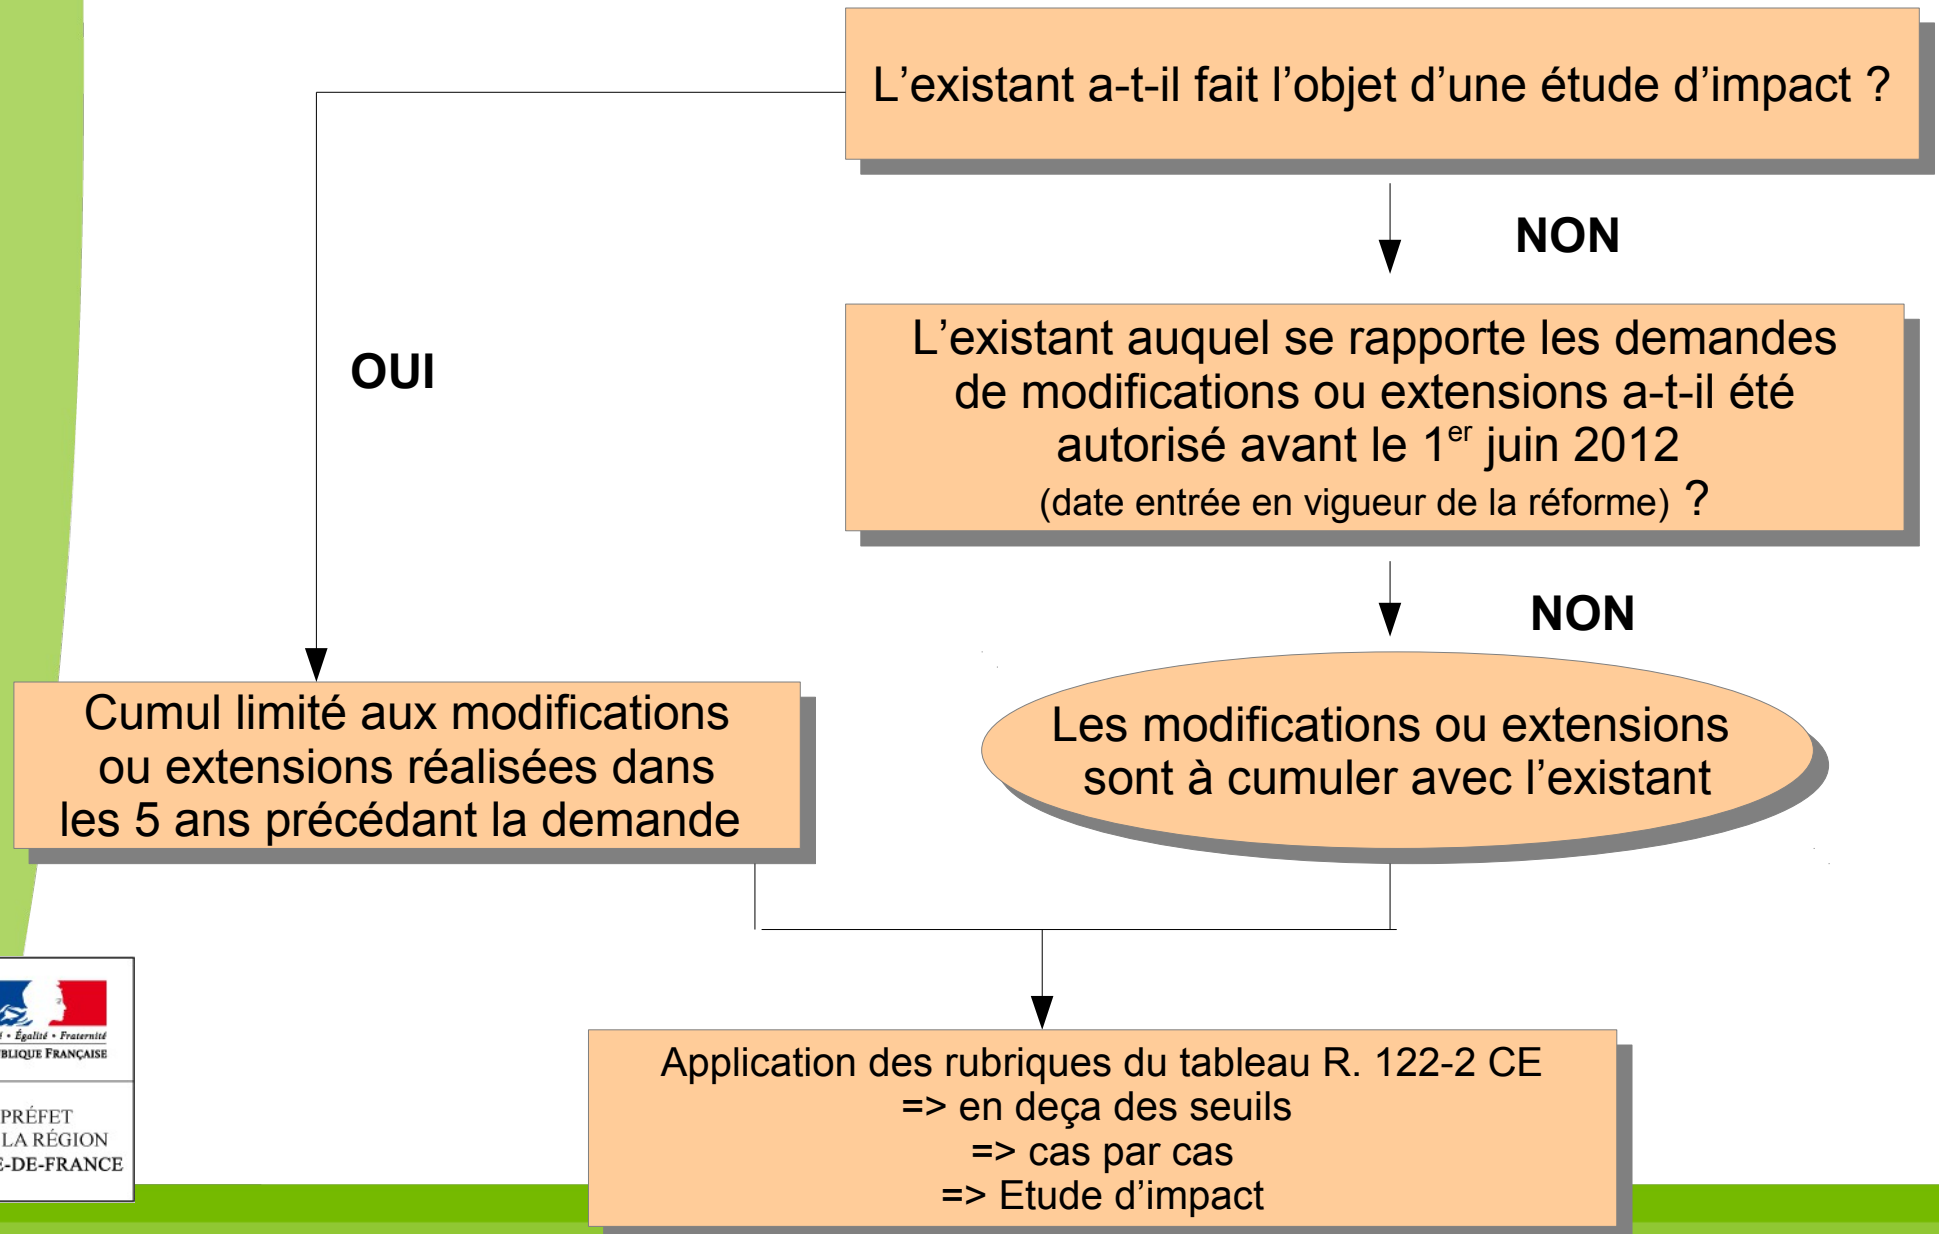 L’existant a-t-il fait l’objet d’une étude d’impact ?
NON
OUI
L’existant auquel se rapporte les demandes
de modifications ou extensions a-t-il été
autorisé avant le 1er juin 2012
(date entrée en vigueur de la réforme) ?
NON
Cumul limité aux modifications
ou extensions réalisées dans
les 5 ans précédant la demande
Les modifications ou extensions
sont à cumuler avec l’existant
Application des rubriques du tableau R. 122-2 CE
=> en deça des seuils
=> cas par cas
=> Etude d’impact
• Égalité • Fraternité
BLIQUE FRANÇAISE
PRÉFET
LA RÉGION
E-DE-FRANCE